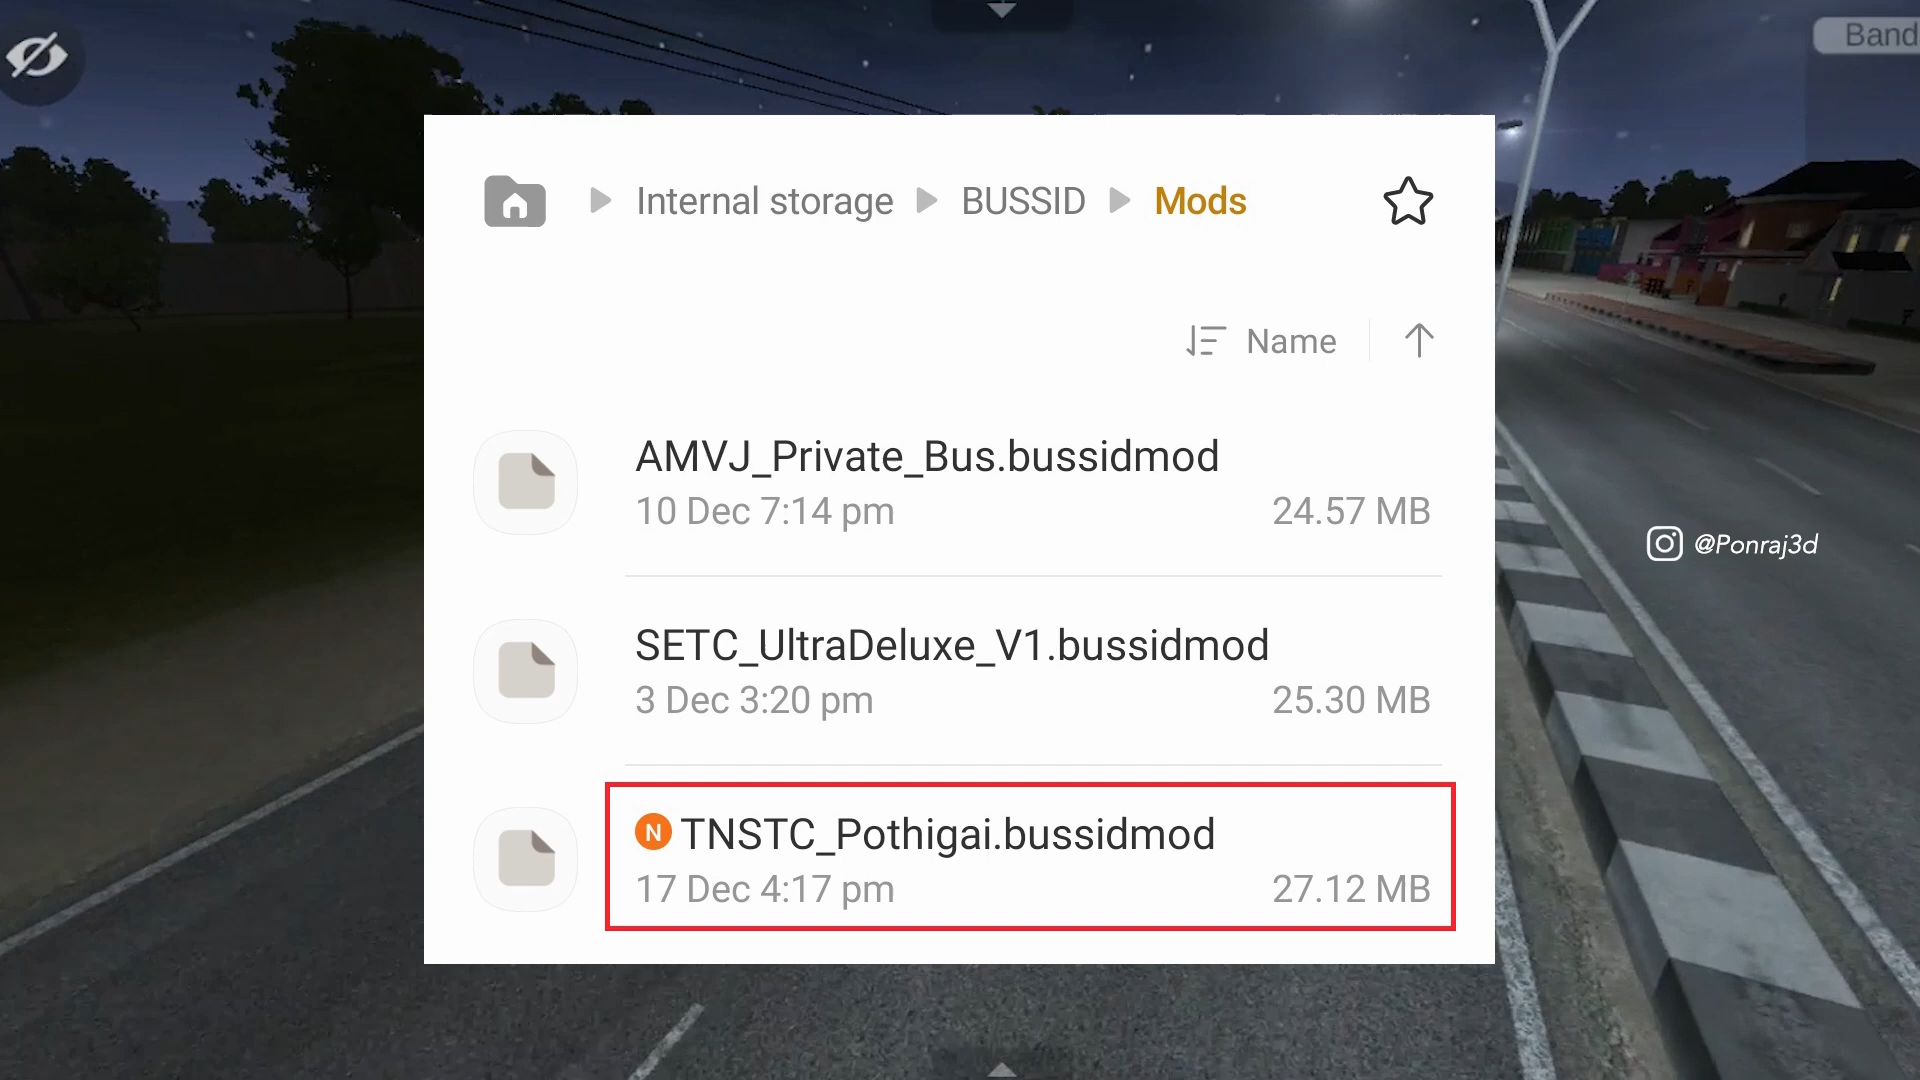 Band
Internal storage BUSSID Mods
Name
AMVJ_Private_Bus.bussidmod
10 Dec 7:14 pm 24.57 MB
SETC_UltraDeluxe_V1.bussidmod
3 Dec 3:20 pm 25.30 MB
N TNSTC_Pothigai.bussidmod
17 Dec 4:17 pm 27.12 MB
@Ponraj3d